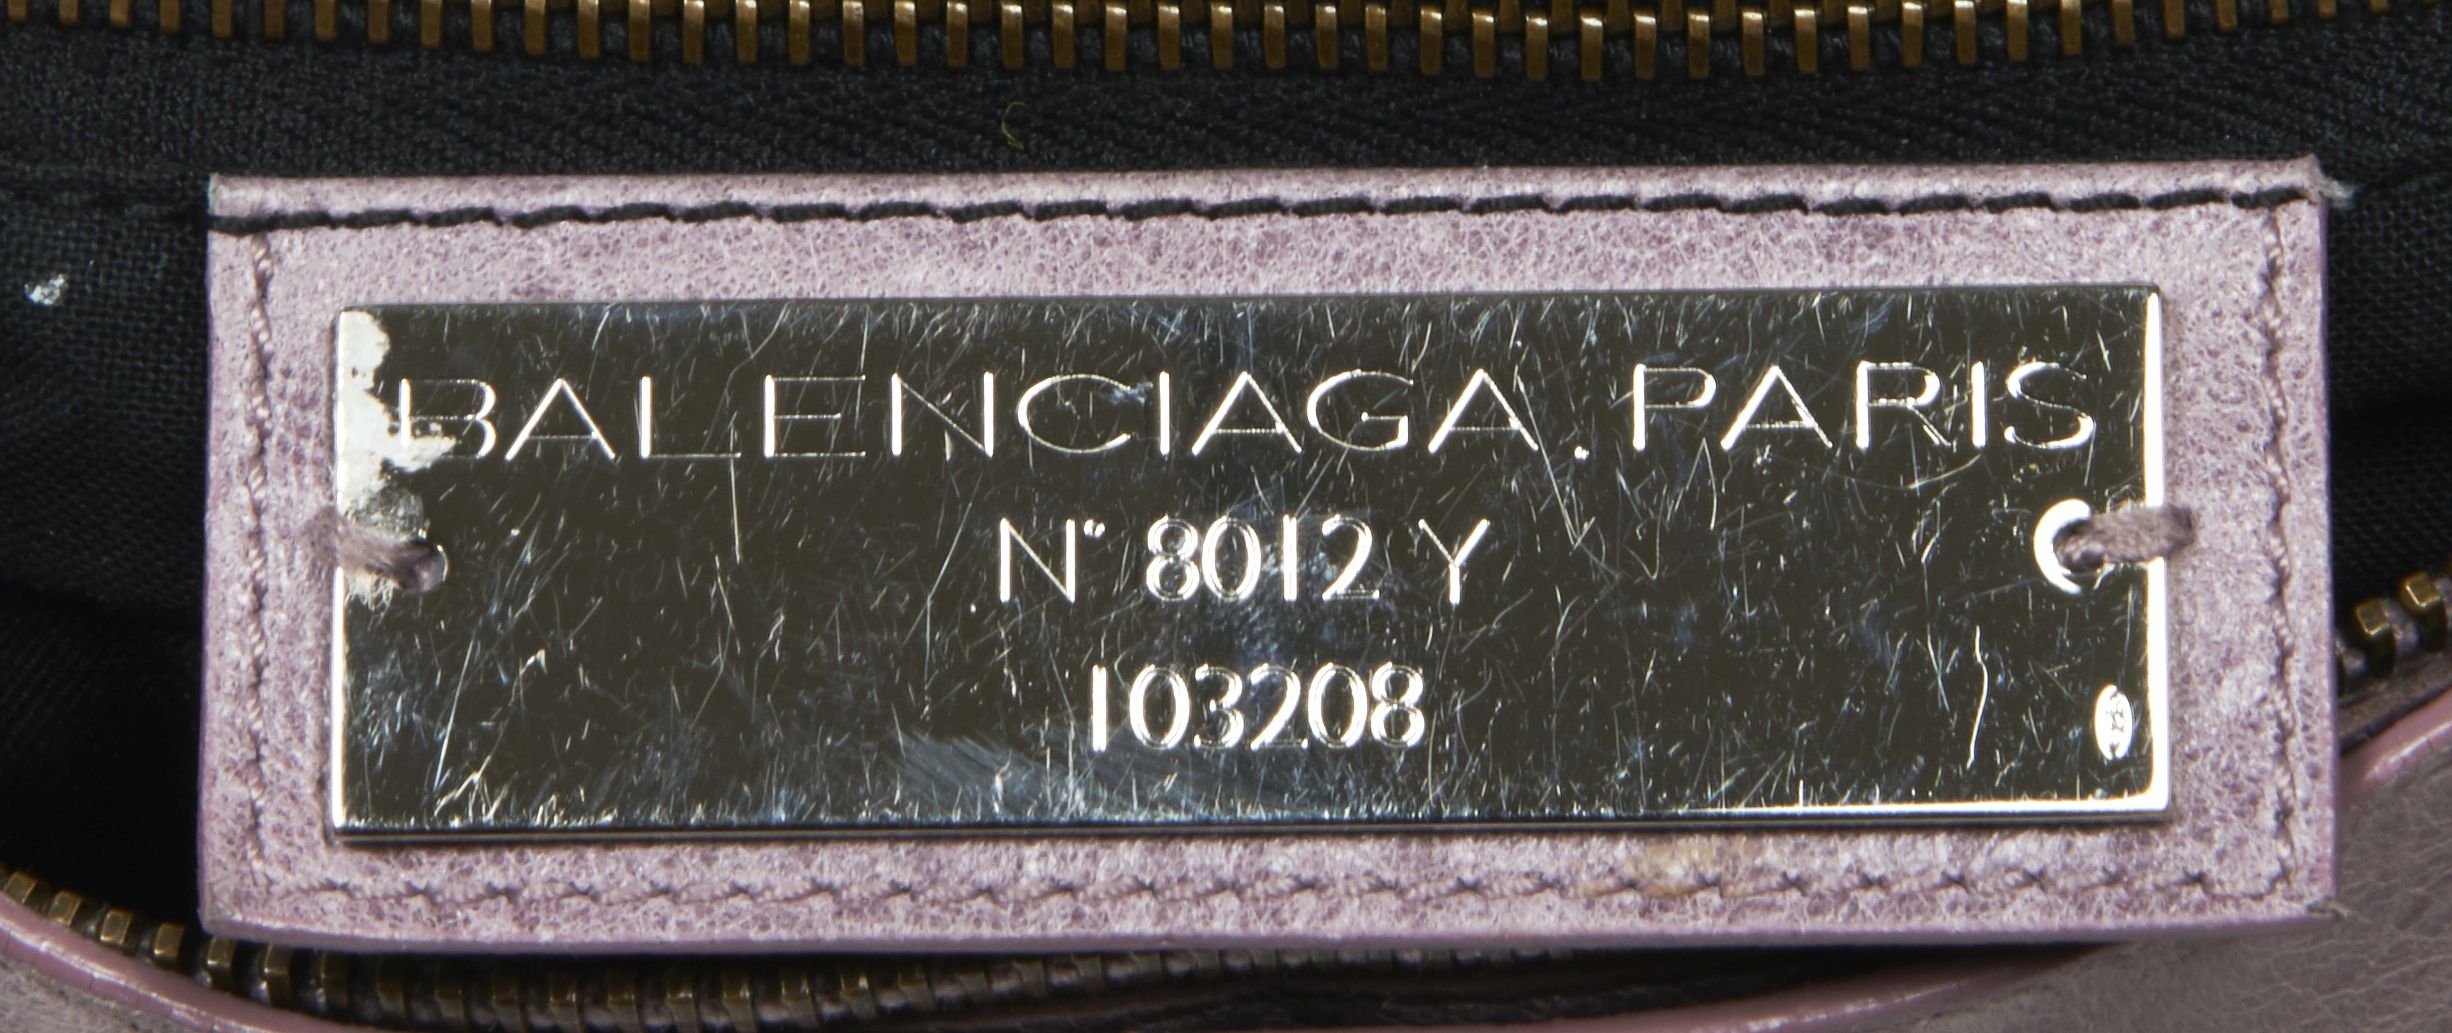 BALENCIAGA. PARIS
N° 8012 Y
103208